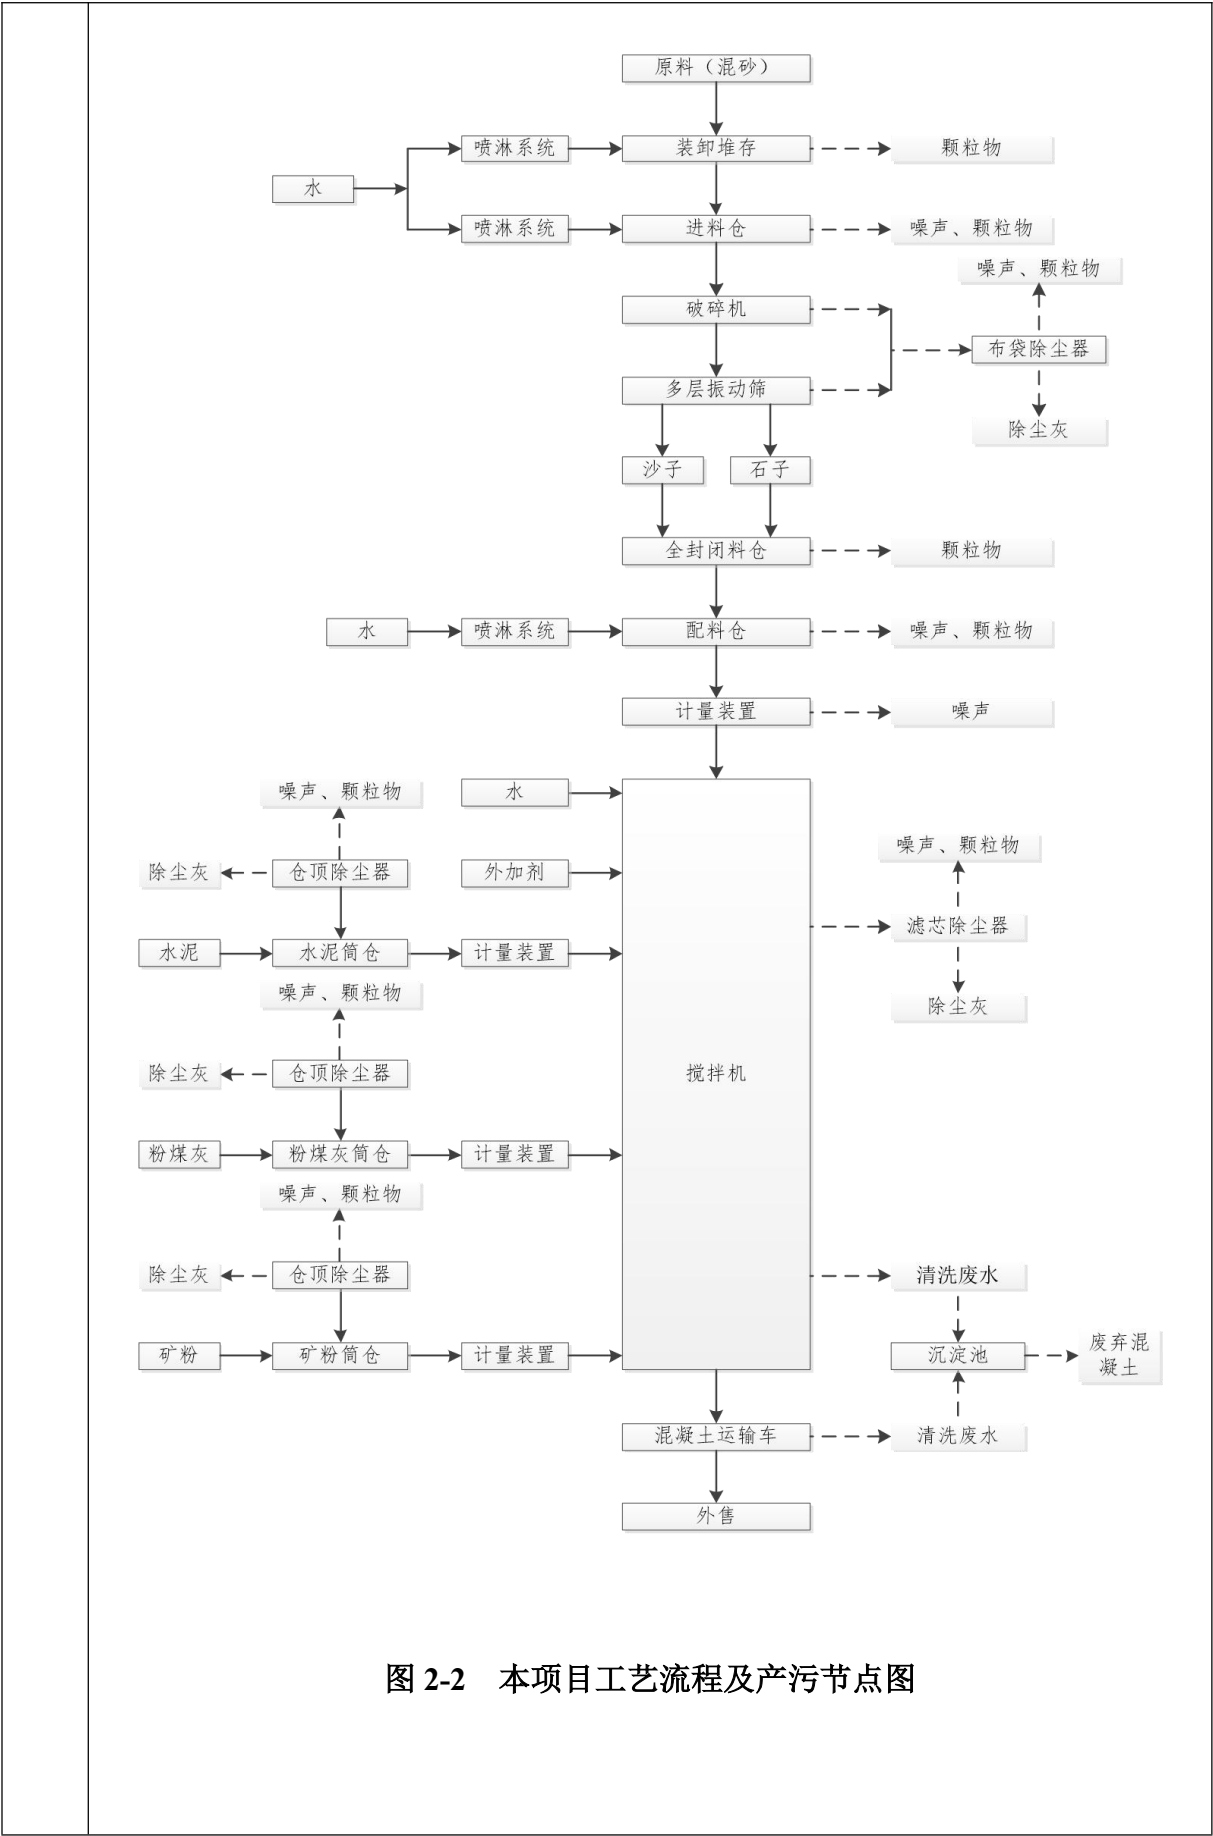 原料（混砂）
喷淋系统
装卸堆存
颗粒物
水
喷淋系统
进料仓
噪声、颗粒物
噪声、颗粒物
破碎机
布袋除尘器
多层振动筛
除尘灰
沙子
石子
全封闭料仓
颗粒物
水
喷淋系统
配料仓
噪声、颗粒物
计量装置
噪声
噪声、颗粒物
水
噪声、颗粒物
除尘灰
仓顶除尘器
外加剂
滤芯除尘器
水泥
水泥筒仓
计量装置
噪声、颗粒物
除尘灰
除尘灰
仓顶除尘器
搅拌机
粉煤灰
粉煤灰筒仓
计量装置
噪声、颗粒物
除尘灰
仓顶除尘器
清洗废水
矿粉
矿粉筒仓
计量装置
沉淀池
废弃混
凝土
混凝土运输车
清洗废水
外售
图 2-2 本项目工艺流程及产污节点图